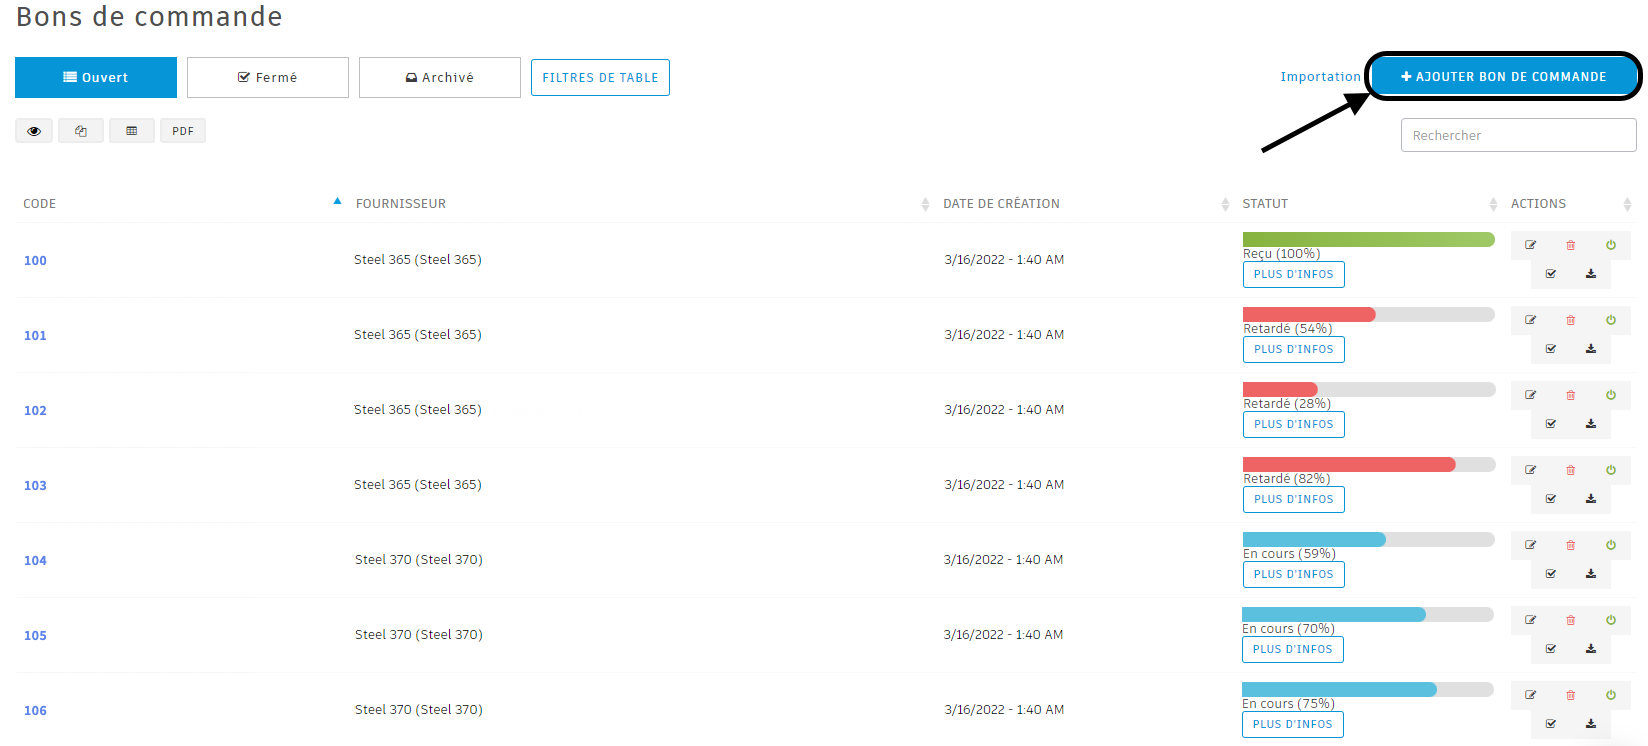 Bons de commande
Ouvert Fermé Archivé FILTRES DE TABLE Importation AJOUTER BON DE COMMANDE
PDF Rechercher
CODE FOURNISSEUR DATE DE CRÉATION STATUT ACTIONS
100 Steel 365 (Steel 365) 3/16/2022 - 1:40 AM Reçu (100%)
PLUS D'INFOS
101 Steel 365 (Steel 365) 3/16/2022 - 1:40 AM Retardé (54%)
PLUS D'INFOS
102 Steel 365 (Steel 365) 3/16/2022 - 1:40 AM Retardé (28%)
PLUS D'INFOS
103 Steel 365 (Steel 365) 3/16/2022 - 1:40 AM Retardé (82%)
PLUS D'INFOS
104 Steel 370 (Steel 370) 3/16/2022 - 1:40 AM En cours (59%)
PLUS D'INFOS
105 Steel 370 (Steel 370) 3/16/2022 - 1:40 AM En cours (70%)
PLUS D'INFOS
106 Steel 370 (Steel 370) 3/16/2022 - 1:40 AM En cours (75%)
PLUS D'INFOS